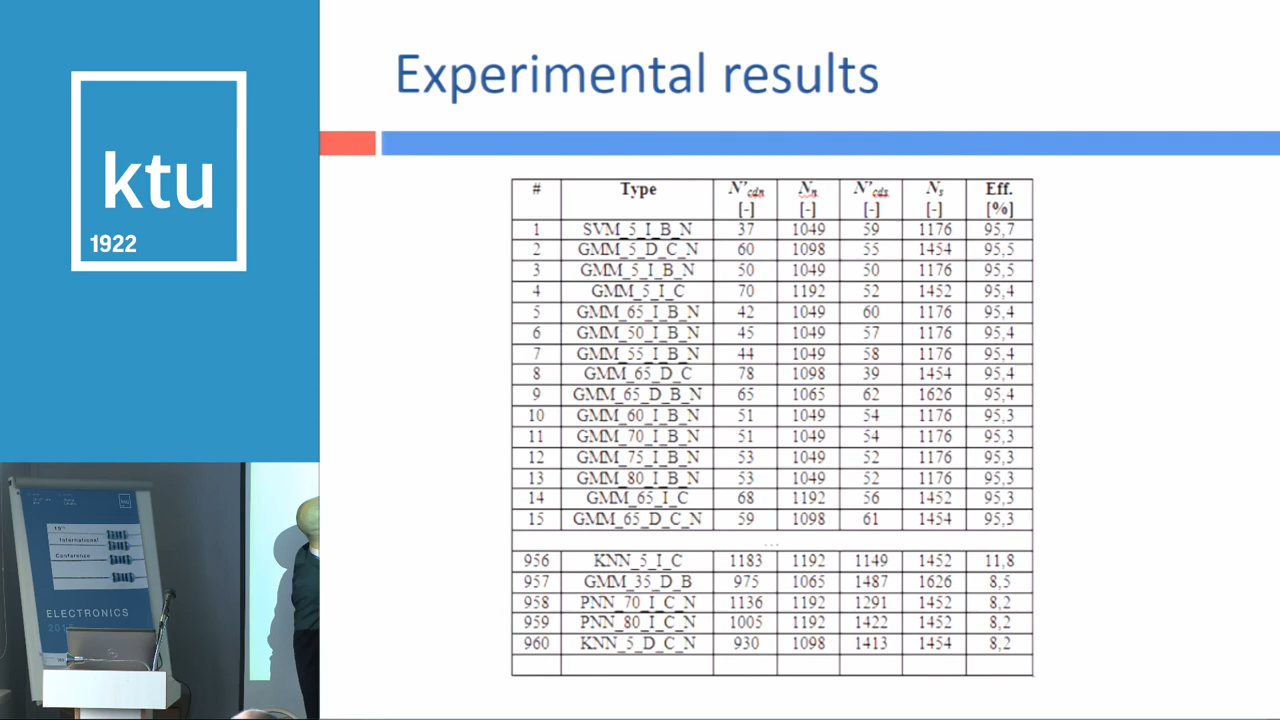 Experimental results
ktu
1922
# Type N'cdn Nn N'cds Ns Eff.
[-] [-] [-] [-] [%]
1 SVM_5_I_B_N 37 1049 59 1176 95,7
2 GMM_5_D_C_N 60 1098 55 1454 95,5
3 GMM_5_I_B_N 50 1049 50 1176 95,5
4 GMM_5_I_C 70 1192 52 1452 95,4
5 GMM_65_I_B_N 42 1049 60 1176 95,4
6 GMM_50_I_B_N 45 1049 57 1176 95,4
7 GMM_55_I_B_N 44 1049 58 1176 95,4
8 GMM_65_D_C 78 1098 39 1454 95,4
9 GMM_65_D_B_N 65 1065 62 1626 95,4
10 GMM_60_I_B_N 51 1049 54 1176 95,3
11 GMM_70_I_B_N 51 1049 54 1176 95,3
12 GMM_75_I_B_N 53 1049 52 1176 95,3
13 GMM_80_I_B_N 53 1049 52 1176 95,3
14 GMM_65_I_C 68 1192 56 1452 95,3
15 GMM_65_D_C_N 59 1098 61 1454 95,3
...
956 KNN_5_I_C 1183 1192 1149 1452 11,8
957 GMM_35_D_B 975 1065 1487 1626 8,5
958 PNN_70_I_C_N 1136 1192 1291 1452 8,2
959 PNN_80_I_C_N 1005 1192 1422 1452 8,2
960 KNN_5_D_C_N 930 1098 1413 1454 8,2
ktu
19th
International
Conference
ELECTRONICS